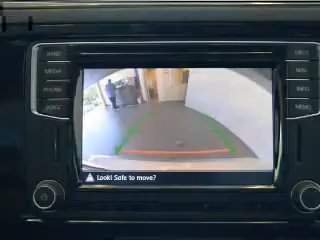 RADIO
MEDIA
PHONE
VOICE
NAV
INFO
MENU
Look! Safe to move?